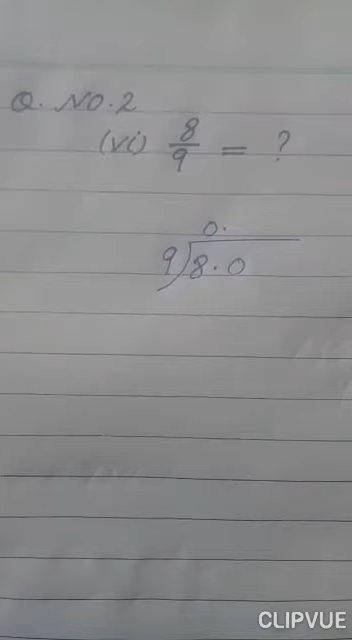 Q. NO. 2
(vi) 8/9 = ?
0.
9)8.0
CLIPVUE